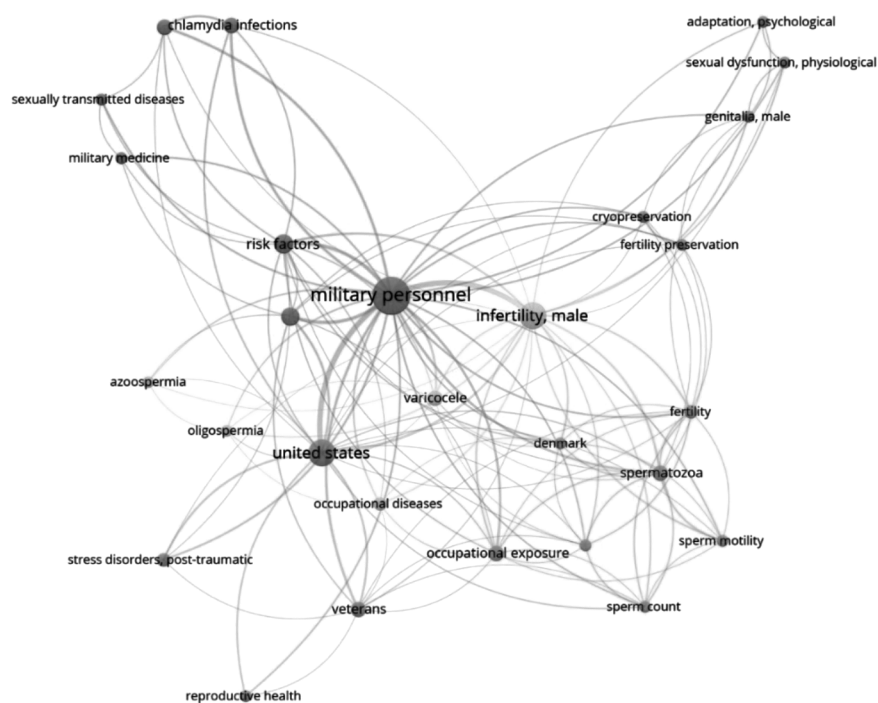 adaptation, psychological
chlamydia infections
sexual dysfunction, physiological
sexually transmitted diseases
genitalia, male
military medicine
cryopreservation
risk factors
fertility preservation
military personnel
infertility, male
azoospermia
varicocele
fertility
oligospermia
denmark
united states
spermatozoa
occupational diseases
sperm motility
occupational exposure
stress disorders, post-traumatic
sperm count
veterans
reproductive health